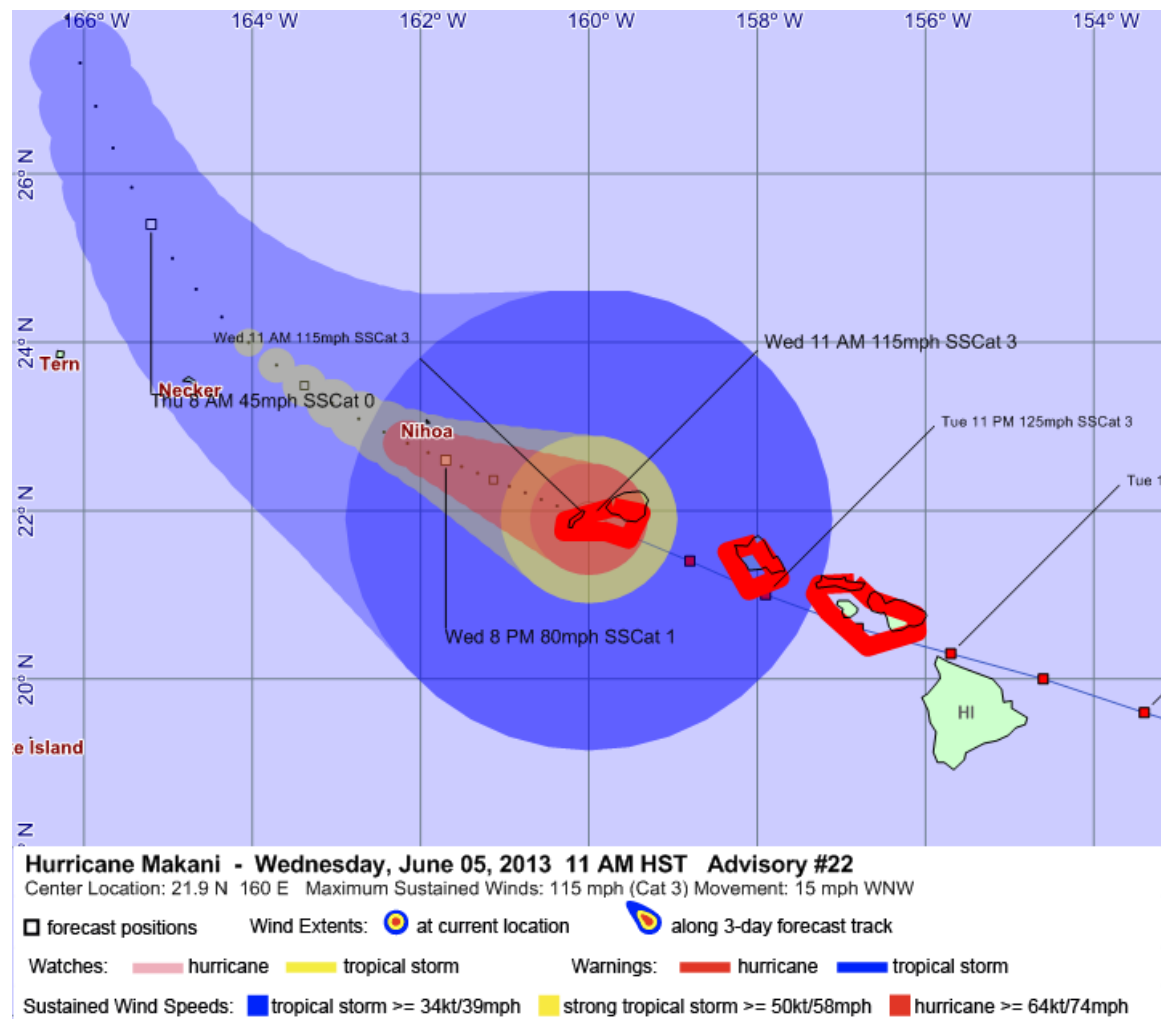 166° W 164° W 162° W 160° W 158° W 156° W 154° W
26° N
24° N
Wed 11 AM 115mph SSCat 3
Wed 11 AM 115mph SSCat 3
Tern
Necker
Thu 8 AM 45mph SSCat 0
Tue 11 PM 125mph SSCat 3
Nihoa
Tue 1
22° N
Wed 8 PM 80mph SSCat 1
20° N
HI
e Island
N
Hurricane Makani - Wednesday, June 05, 2013 11 AM HST Advisory #22
Center Location: 21.9 N 160 E Maximum Sustained Winds: 115 mph (Cat 3) Movement: 15 mph WNW
forecast positions Wind Extents: at current location along 3-day forecast track
Watches: hurricane tropical storm Warnings: hurricane tropical storm
Sustained Wind Speeds: tropical storm >= 34kt/39mph strong tropical storm >= 50kt/58mph hurricane >= 64kt/74mph